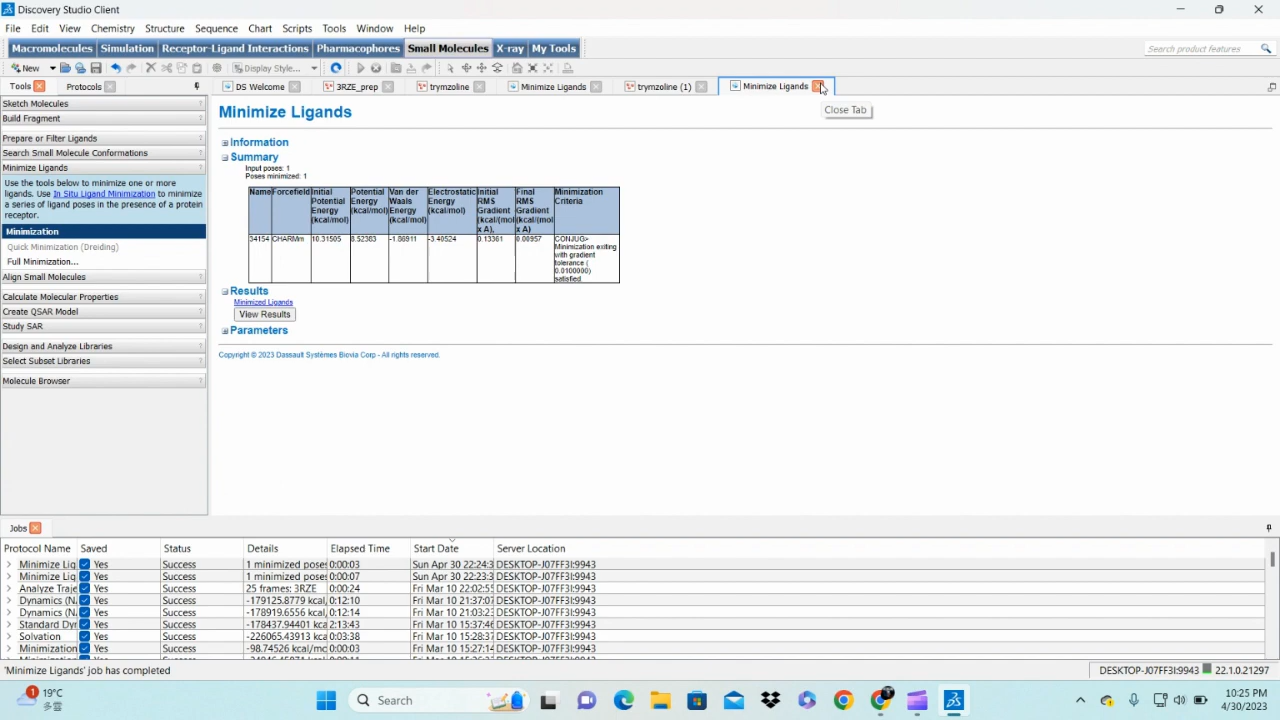 Discovery Studio Client
File Edit View Chemistry Structure Sequence Chart Scripts Tools Window Help
Macromolecules Simulation Receptor-Ligand Interactions Pharmacophores Small Molecules X-ray My Tools Search product features
New Display Style...
Tools Protocols DS Welcome 3RZE_prep trymzoline Minimize Ligands trymzoline (1) Minimize Ligands
Close Tab
Sketch Molecules
Build Fragment
Prepare or Filter Ligands
Search Small Molecule Conformations
Minimize Ligands
Use the tools below to minimize one or more
ligands. Use In Situ Ligand Minimization to minimize
a series of ligand poses in the presence of a protein
receptor.
Minimization
Quick Minimization (Dreiding)
Full Minimization...
Align Small Molecules
Calculate Molecular Properties
Create QSAR Model
Study SAR
Design and Analyze Libraries
Select Subset Libraries
Molecule Browser
Minimize Ligands
Information
Summary
Input poses: 1
Poses minimized: 1
Name Forcefield Initial Potential Van der Electrostatic Initial Final Minimization
Potential Energy Waals Energy RMS RMS Criteria
Energy (kcal/mol) Energy (kcal/mol) Gradient Gradient
(kcal/mol) (kcal/mol) (kcal/(mol (kcal/(mol
x A), x A)
34154 CHARMm 10.31505 8.52383 -1.86911 -3.40524 0.13361 0.00957 CONJUG>
Minimization exiting
with gradient
tolerance (
0.0100000)
satisfied.
Results
Minimized Ligands
View Results
Parameters
Copyright © 2023 Dassault Systèmes Biovia Corp - All rights reserved.
Jobs
Protocol Name Saved Status Details Elapsed Time Start Date Server Location
Minimize Lig Yes Success 1 minimized poses 0:00:03 Sun Apr 30 22:24:3 DESKTOP-J07FF3I:9943
Minimize Lig Yes Success 1 minimized poses 0:00:07 Sun Apr 30 22:23:3 DESKTOP-J07FF3I:9943
Analyze Traje Yes Success 25 frames: 3RZE 0:00:24 Fri Mar 10 22:02:55 DESKTOP-J07FF3I:9943
Dynamics (N Yes Success -179125.8779 kcal, 0:12:10 Fri Mar 10 21:37:07 DESKTOP-J07FF3I:9943
Dynamics (N Yes Success -178919.6556 kcal, 0:12:14 Fri Mar 10 21:03:23 DESKTOP-J07FF3I:9943
Standard Dyr Yes Success -178437.94401 kca 2:13:43 Fri Mar 10 15:37:46 DESKTOP-J07FF3I:9943
Solvation Yes Success -226065.43913 kca 0:03:38 Fri Mar 10 15:28:37 DESKTOP-J07FF3I:9943
Minimization Yes Success -98.74526 kcal/mo 0:00:03 Fri Mar 10 15:27:14 DESKTOP-J07FF3I:9943
'Minimize Ligands' job has completed DESKTOP-J07FF3I:9943 22.1.0.21297
1 19°C
多雲
Search
10:25 PM
4/30/2023